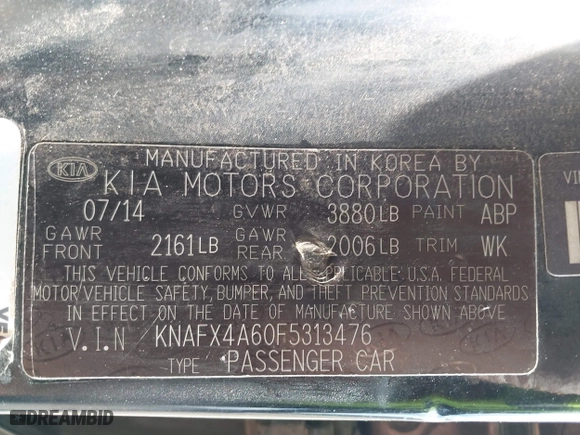 MANUFACTURED IN KOREA BY
KIA KIA MOTORS CORPORATION
07/14 GVWR 3880LB PAINT ABP
GAWR FRONT 2161LB GAWR REAR 2006LB TRIM WK
THIS VEHICLE CONFORMS TO ALL APPLICABLE U.S.A. FEDERAL
MOTOR VEHICLE SAFETY, BUMPER, AND THEFT PREVENTION STANDARDS
IN EFFECT ON THE DATE OF MANUFACTURE SHOWN ABOVE.
V.I.N KNAFX4A60F5313476
TYPE PASSENGER CAR
VI
DREAMBID